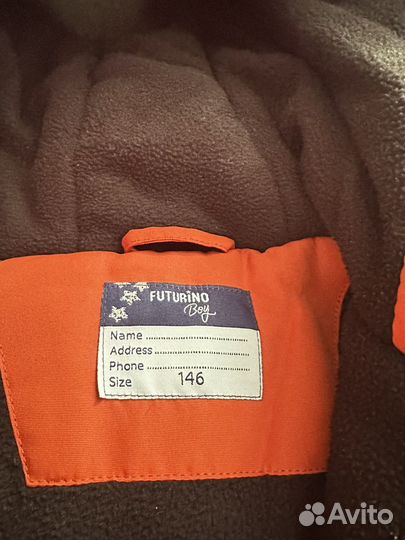 FUTURiNO
Boy
Name ............................
Address ........................
Phone ...........................
Size 146
Avito